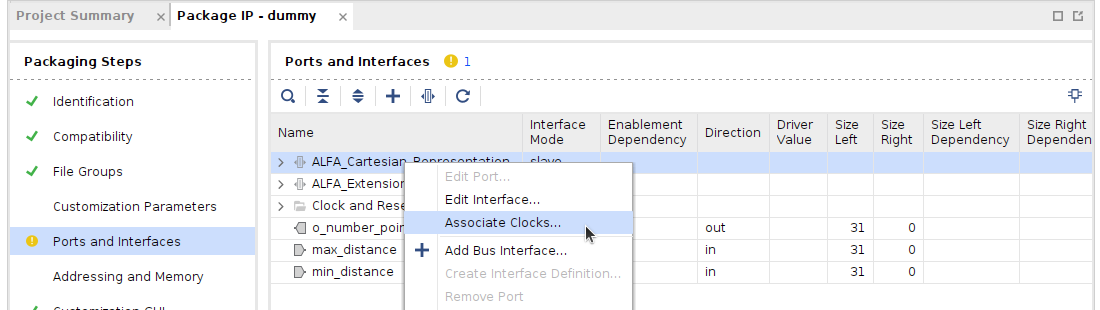 Project Summary × Package IP - dummy ×
Packaging Steps
Identification
Compatibility
File Groups
Customization Parameters
Ports and Interfaces
Addressing and Memory
Ports and Interfaces 1
Name Interface Mode Enablement Dependency Direction Driver Value Size Left Size Right Size Left Dependency Size Right Dependen
ALFA_Cartesian_Representation slave
ALFA_Extension
Clock and Rese
o_number_poin out 31 0
max_distance in 31 0
min_distance in 31 0
Edit Port...
Edit Interface...
Associate Clocks...
Add Bus Interface...
Create Interface Definition...
Remove Port